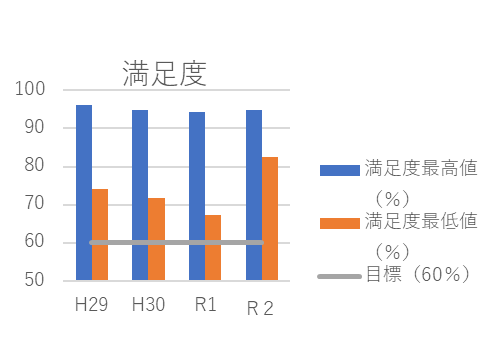 満足度
100
90
80
70
60
50
H29
H30
R1
R２
満足度最高値
（％）
満足度最低値
（％）
目標（60％）